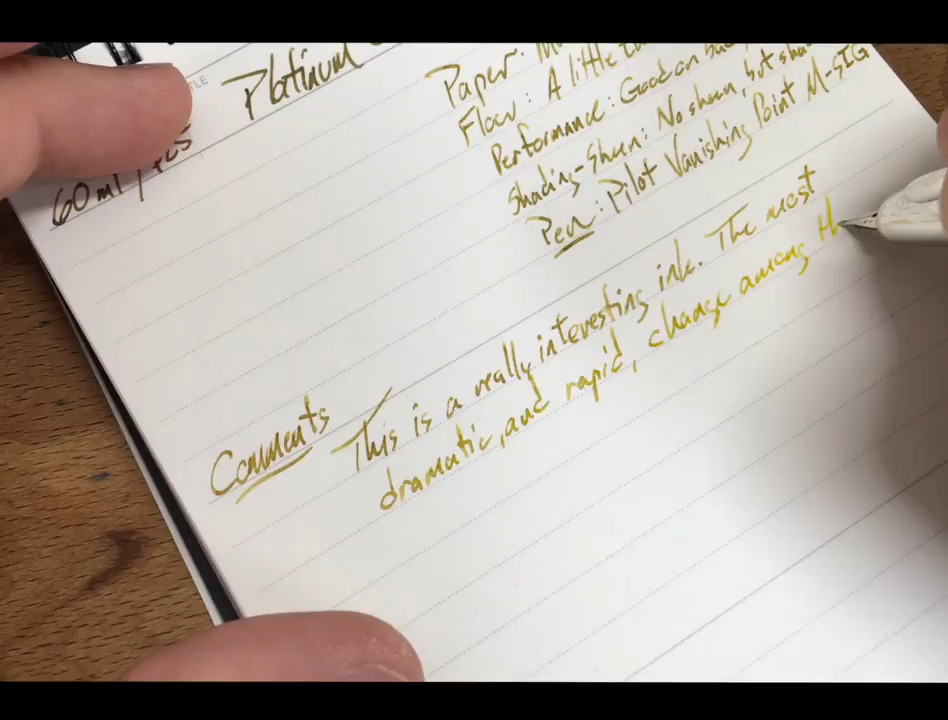 Platinum
60ml /
Paper:
Flow: A little
Performance: Good on
Shading-Sheen: No sheen, but
Pen: Pilot Vanishing Point M-SIG
Comments
This is a really interesting ink. The most
dramatic, and rapid, change among